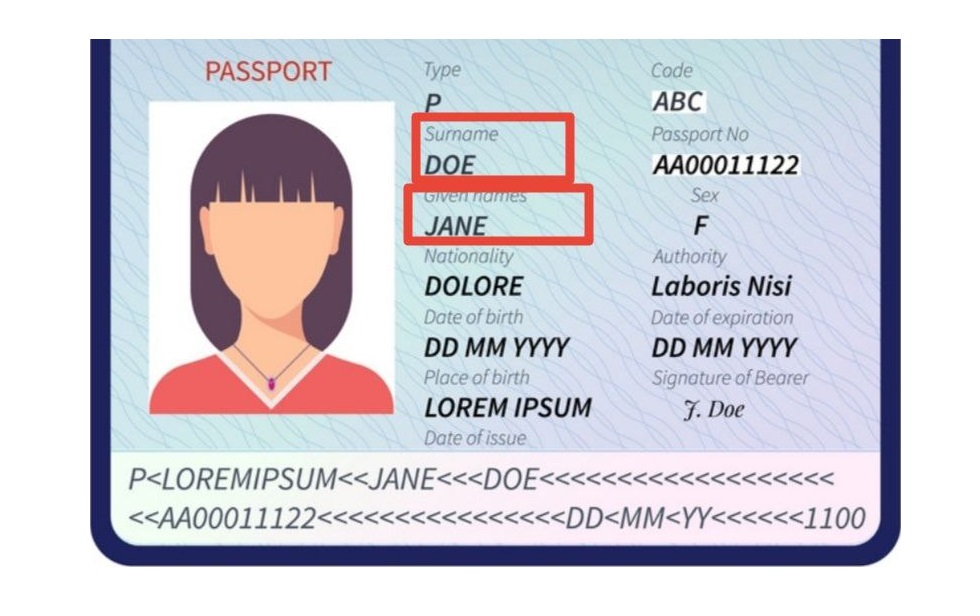 PASSPORT
Type
P
Code
ABC
Surname
DOE
Passport No
AA00011122
Given names
JANE
Sex
F
Nationality
DOLORE
Authority
Laboris Nisi
Date of birth
DD MM YYYY
Date of expiration
DD MM YYYY
Place of birth
LOREM IPSUM
Signature of Bearer
J. Doe
Date of issue
P<LOREMIPSUM<<JANE<<<DOE<<<<<<<<<<<<<<<<<<<
<<AA00011122<<<<<<<<<<<<<<<<DD<MM<YY<<<<<<1100